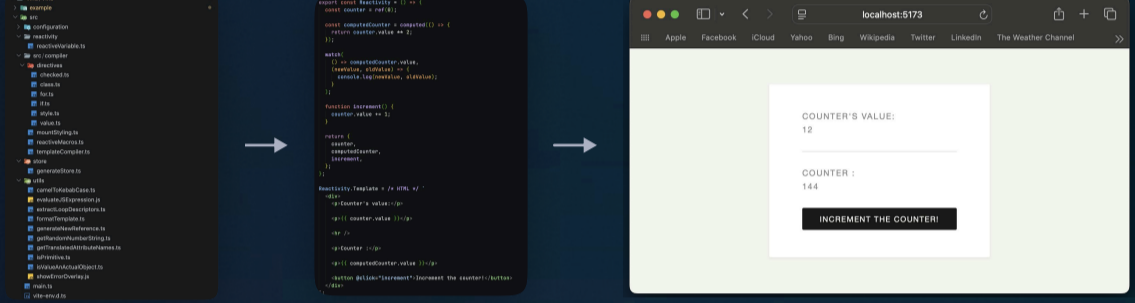 example
src
configuration
reactivity
reactiveVariable.ts
src/compiler
directives
checked.ts
class.ts
for.ts
if.ts
style.ts
value.ts
mountStyling.ts
reactiveMacros.ts
templateCompiler.ts
store
generateStore.ts
utils
camelToKebabCase.ts
evaluateJSExpression.js
extractLoopDescriptors.ts
formatTemplate.ts
generateNewReference.ts
getRandomNumberString.ts
getTranslatedAttributeNames.ts
isPrimitive.ts
isValueAnActualObject.ts
showErrorOverlay.js
main.ts
vite-env.d.ts
export const Reactivity = () => {
const counter = ref(0);
const computedCounter = computed(() => {
return counter.value ** 2;
});
watch(
() => computedCounter.value,
(newValue, oldValue) => {
console.log(newValue, oldValue);
}
);
function increment() {
counter.value += 1;
}
return {
counter,
computedCounter,
increment,
};
};
Reactivity.Template = /* HTML */ `
<div>
<p>Counter's value:</p>
<p>{{ counter.value }}</p>
<hr />
<p>Counter :</p>
<p>{{ computedCounter.value }}</p>
<button @click="increment">Increment the counter!</button>
</div>
`;
localhost:5173
Apple Facebook iCloud Yahoo Bing Wikipedia Twitter LinkedIn The Weather Channel
COUNTER'S VALUE:
12
COUNTER :
144
INCREMENT THE COUNTER!